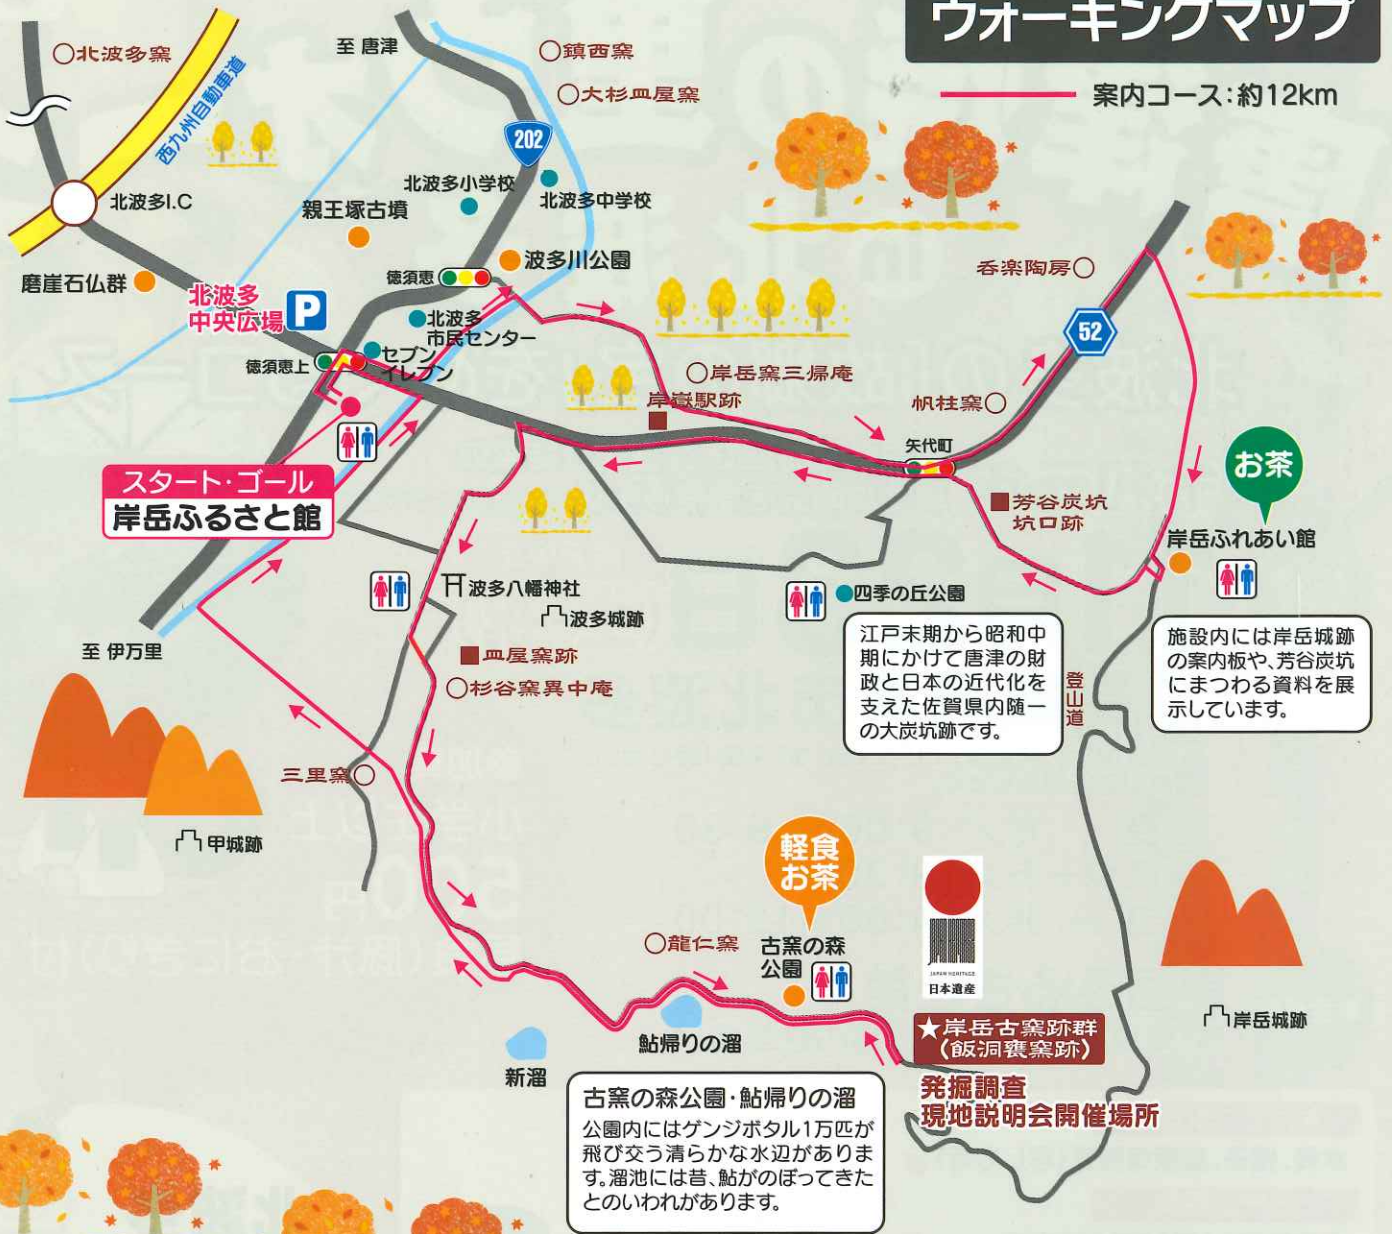 ウォーキングマップ
案内コース:約12km
○北波多窯
西九州自動車道
至 唐津
○鎮西窯
○大杉皿屋窯
202
北波多小学校
北波多中学校
北波多I.C
親王塚古墳
磨崖石仏群
徳須恵
波多川公園
北波多
中央広場
P
北波多
市民センター
徳須恵上
セブン
イレブン
呑楽陶房○
52
○岸岳窯三帰庵
岸嶽駅跡
帆柱窯○
矢代町
スタート・ゴール
岸岳ふるさと館
芳谷炭坑
坑口跡
お茶
岸岳ふれあい館
施設内には岸岳城跡
の案内板や、芳谷炭坑
にまつわる資料を展
示しています。
四季の丘公園
江戸末期から昭和中
期にかけて唐津の財
政と日本の近代化を
支えた佐賀県内随一
の大炭坑跡です。
登山道
波多八幡神社
波多城跡
至 伊万里
皿屋窯跡
○杉谷窯異中庵
三里窯○
甲城跡
軽食
お茶
○龍仁窯
古窯の森
公園
JAPAN HERITAGE
日本遺産
岸岳城跡
★岸岳古窯跡群
(飯洞甕窯跡)
発掘調査
現地説明会開催場所
鮎帰りの溜
新溜
古窯の森公園・鮎帰りの溜
公園内にはゲンジボタル1万匹が
飛び交う清らかな水辺がありま
す。溜池には昔、鮎がのぼってきた
とのいわれがあります。